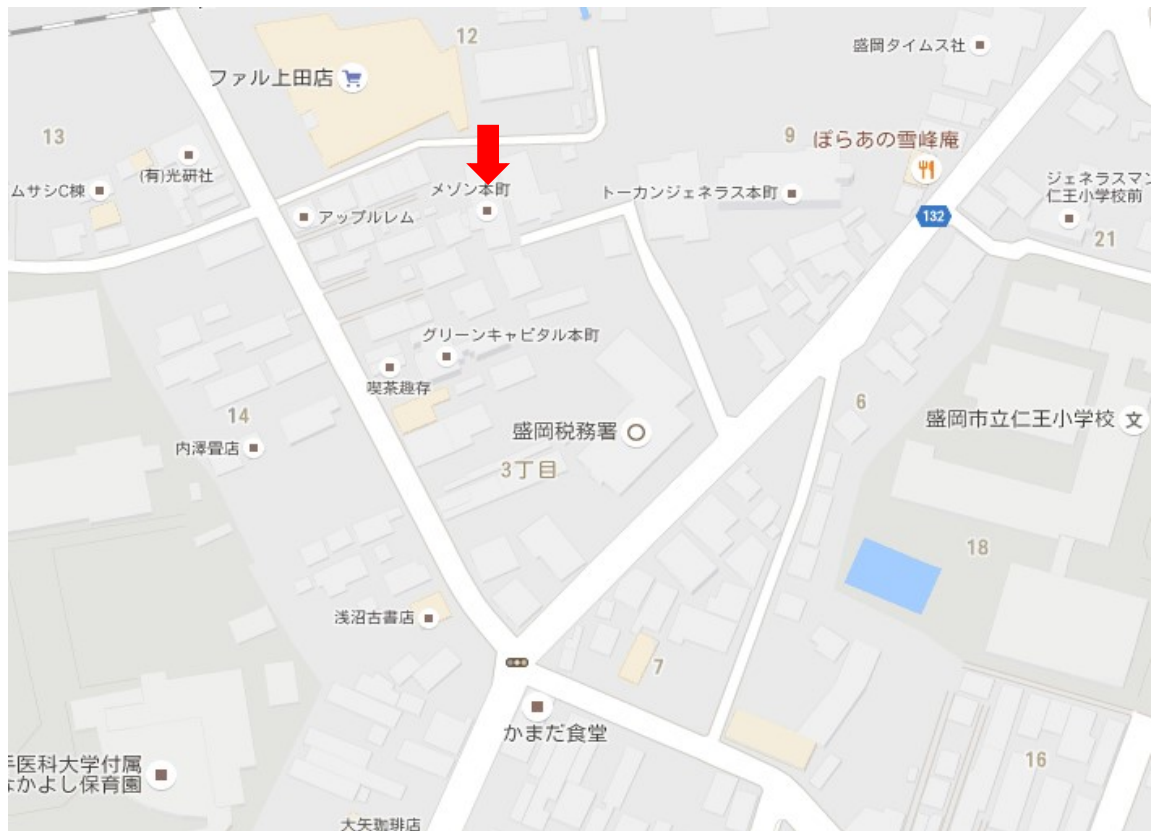 12
盛岡タイムス社
ファル上田店
13
9
ぽらあの雪峰庵
(有)光研社
ムサシC棟
メゾン本町
トーカンジェネラス本町
ジェネラスマン
仁王小学校前
アップルレム
132
21
グリーンキャピタル本町
喫茶趣存
6
14
盛岡税務署
盛岡市立仁王小学校
文
内澤畳店
3丁目
18
浅沼古書店
7
かまだ食堂
手医科大学付属
なかよし保育園
16
大矢珈琲店